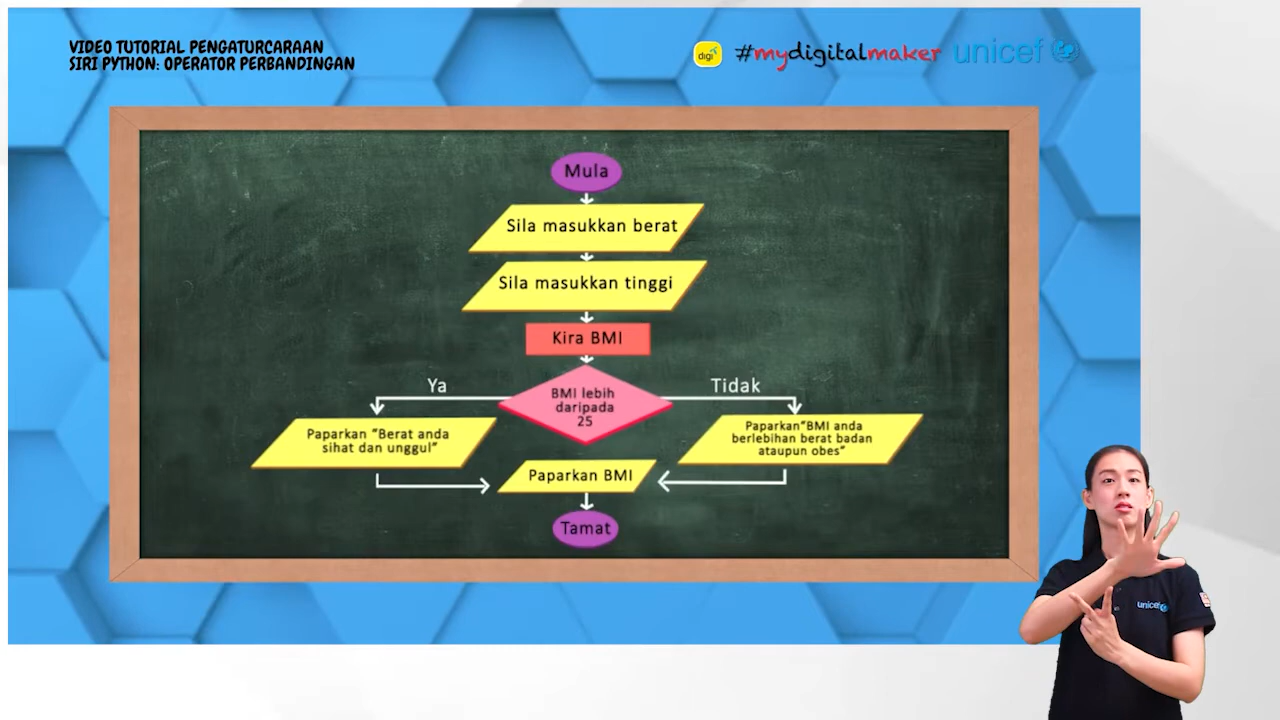 VIDEO TUTORIAL PENGATURCARAAN
SIRI PYTHON: OPERATOR PERBANDINGAN
digi
#mydigitalmaker
unicef
Mula
Sila masukkan berat
Sila masukkan tinggi
Kira BMI
BMI lebih
daripada
25
Ya
Tidak
Paparkan “Berat anda
sihat dan unggul”
Paparkan“BMI anda
berlebihan berat badan
ataupun obes”
Paparkan BMI
Tamat
unicef